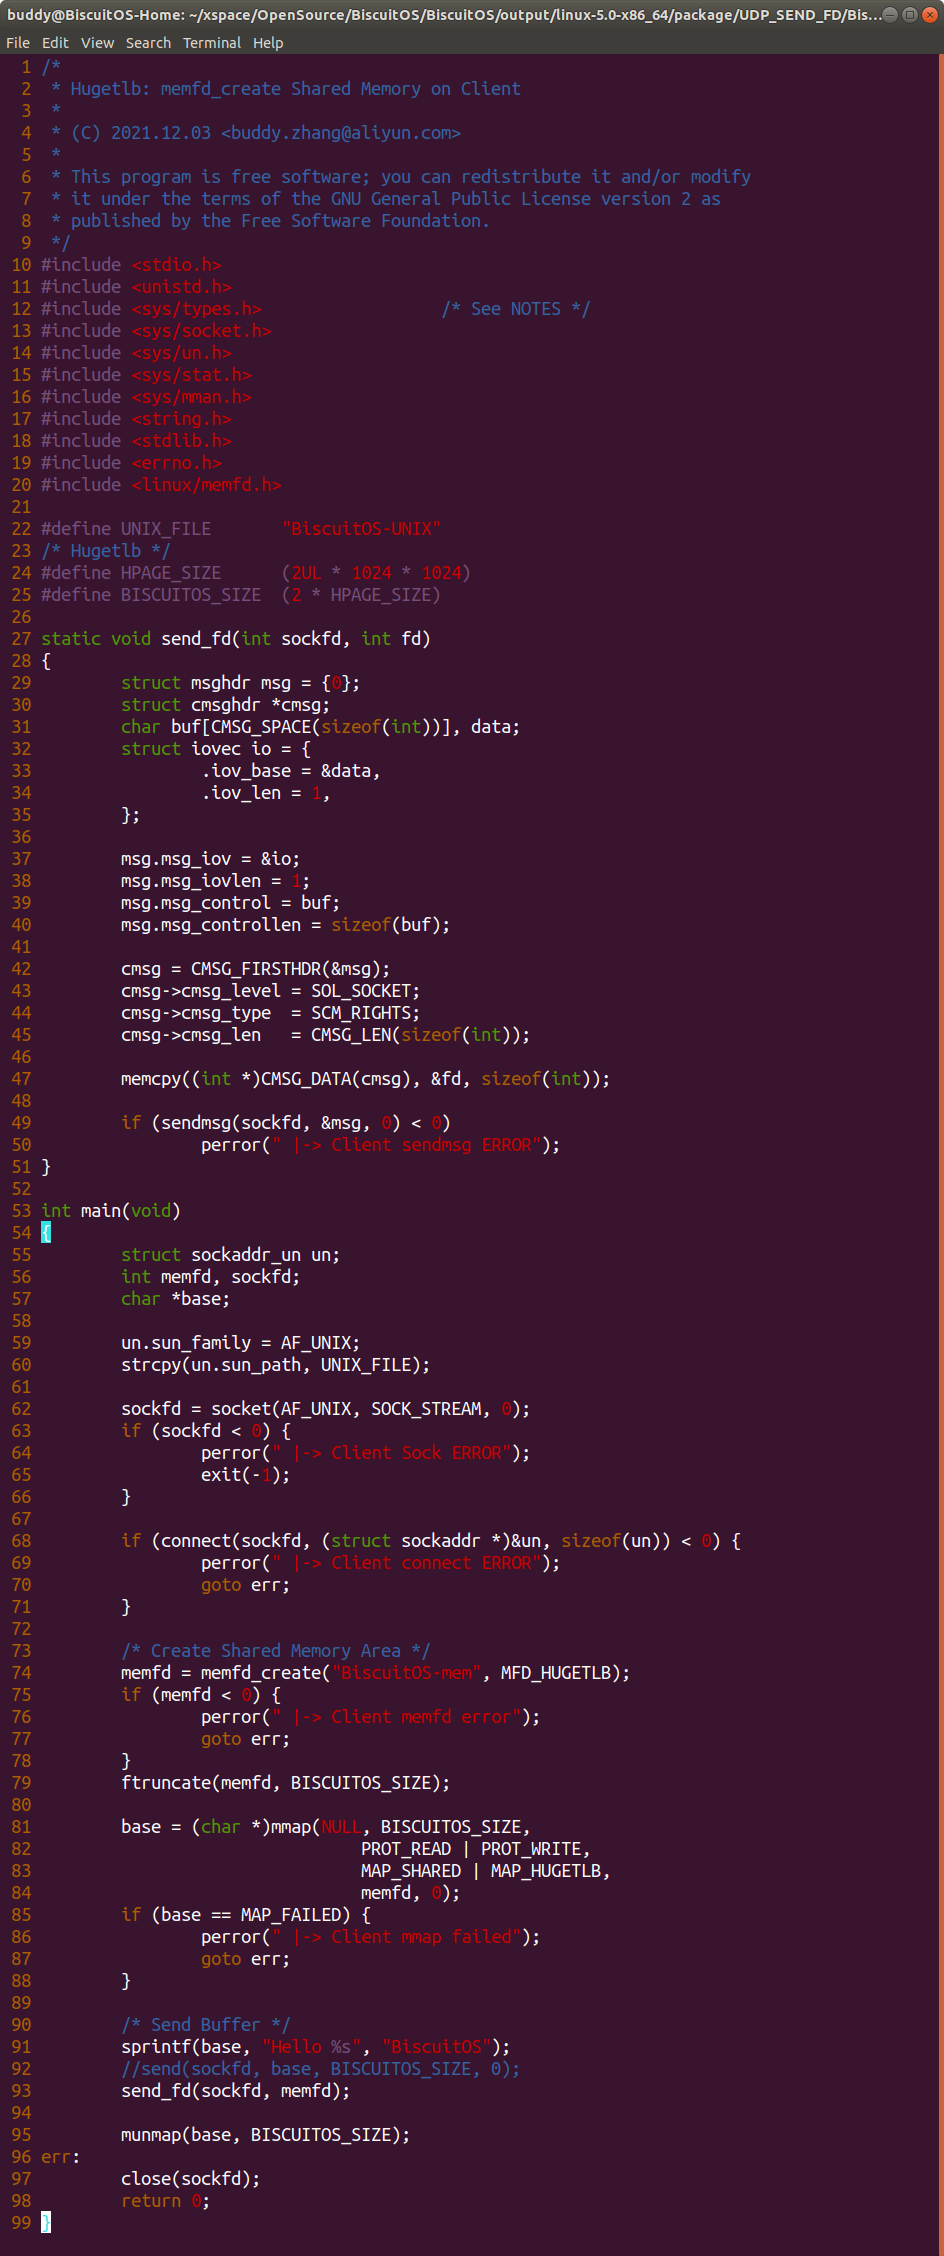 buddy@BiscuitOS-Home: ~/xspace/OpenSource/BiscuitOS/BiscuitOS/output/linux-5.0-x86_64/package/UDP_SEND_FD/Bis...
File Edit View Search Terminal Help
1 /*
2  * Hugetlb: memfd_create Shared Memory on Client
3  *
4  * (C) 2021.12.03 <buddy.zhang@aliyun.com>
5  *
6  * This program is free software; you can redistribute it and/or modify
7  * it under the terms of the GNU General Public License version 2 as
8  * published by the Free Software Foundation.
9  */
10 #include <stdio.h>
11 #include <unistd.h>
12 #include <sys/types.h>                  /* See NOTES */
13 #include <sys/socket.h>
14 #include <sys/un.h>
15 #include <sys/stat.h>
16 #include <sys/mman.h>
17 #include <string.h>
18 #include <stdlib.h>
19 #include <errno.h>
20 #include <linux/memfd.h>
21
22 #define UNIX_FILE       "BiscuitOS-UNIX"
23 /* Hugetlb */
24 #define HPAGE_SIZE      (2UL * 1024 * 1024)
25 #define BISCUITOS_SIZE  (2 * HPAGE_SIZE)
26
27 static void send_fd(int sockfd, int fd)
28 {
29         struct msghdr msg = {0};
30         struct cmsghdr *cmsg;
31         char buf[CMSG_SPACE(sizeof(int))], data;
32         struct iovec io = {
33                 .iov_base = &data,
34                 .iov_len = 1,
35         };
36
37         msg.msg_iov = &io;
38         msg.msg_iovlen = 1;
39         msg.msg_control = buf;
40         msg.msg_controllen = sizeof(buf);
41
42         cmsg = CMSG_FIRSTHDR(&msg);
43         cmsg->cmsg_level = SOL_SOCKET;
44         cmsg->cmsg_type  = SCM_RIGHTS;
45         cmsg->cmsg_len   = CMSG_LEN(sizeof(int));
46
47         memcpy((int *)CMSG_DATA(cmsg), &fd, sizeof(int));
48
49         if (sendmsg(sockfd, &msg, 0) < 0)
50                 perror(" |-> Client sendmsg ERROR");
51 }
52
53 int main(void)
54 {
55         struct sockaddr_un un;
56         int memfd, sockfd;
57         char *base;
58
59         un.sun_family = AF_UNIX;
60         strcpy(un.sun_path, UNIX_FILE);
61
62         sockfd = socket(AF_UNIX, SOCK_STREAM, 0);
63         if (sockfd < 0) {
64                 perror(" |-> Client Sock ERROR");
65                 exit(-1);
66         }
67
68         if (connect(sockfd, (struct sockaddr *)&un, sizeof(un)) < 0) {
69                 perror(" |-> Client connect ERROR");
70                 goto err;
71         }
72
73         /* Create Shared Memory Area */
74         memfd = memfd_create("BiscuitOS-mem", MFD_HUGETLB);
75         if (memfd < 0) {
76                 perror(" |-> Client memfd error");
77                 goto err;
78         }
79         ftruncate(memfd, BISCUITOS_SIZE);
80
81         base = (char *)mmap(NULL, BISCUITOS_SIZE,
82                                 PROT_READ | PROT_WRITE,
83                                 MAP_SHARED | MAP_HUGETLB,
84                                 memfd, 0);
85         if (base == MAP_FAILED) {
86                 perror(" |-> Client mmap failed");
87                 goto err;
88         }
89
90         /* Send Buffer */
91         sprintf(base, "Hello %s", "BiscuitOS");
92         //send(sockfd, base, BISCUITOS_SIZE, 0);
93         send_fd(sockfd, memfd);
94
95         munmap(base, BISCUITOS_SIZE);
96 err:
97         close(sockfd);
98         return 0;
99 }